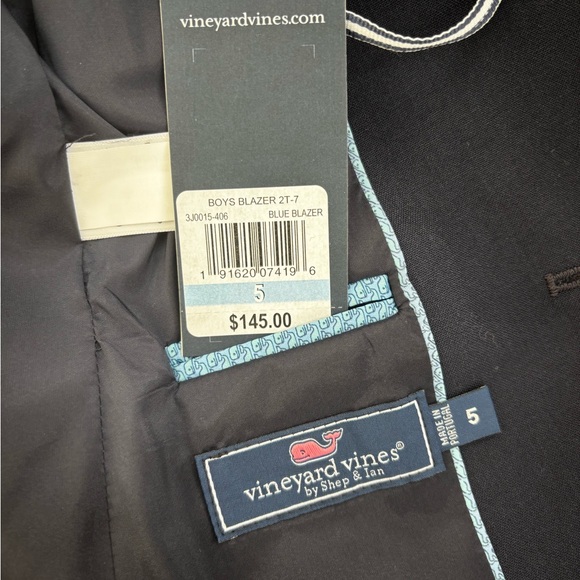 vineyardvines.com
BOYS BLAZER 2T-7
3J0015-406 BLUE BLAZER
1 91620 07419 6
5
$145.00
MADE IN
PORTUGAL
5
vineyard vines®
by Shep & Ian